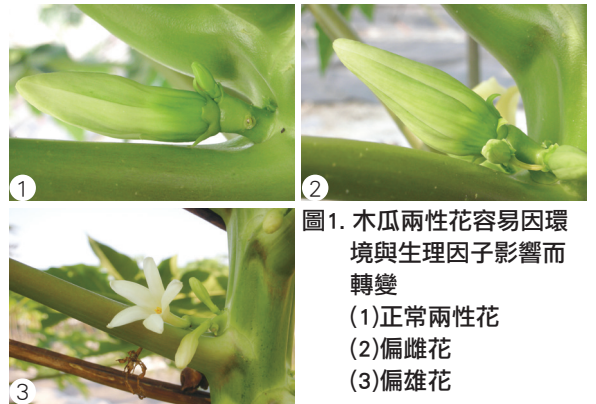 1
2
3
圖1. 木瓜兩性花容易因環
境與生理因子影響而
轉變
(1)正常兩性花
(2)偏雌花
(3)偏雄花